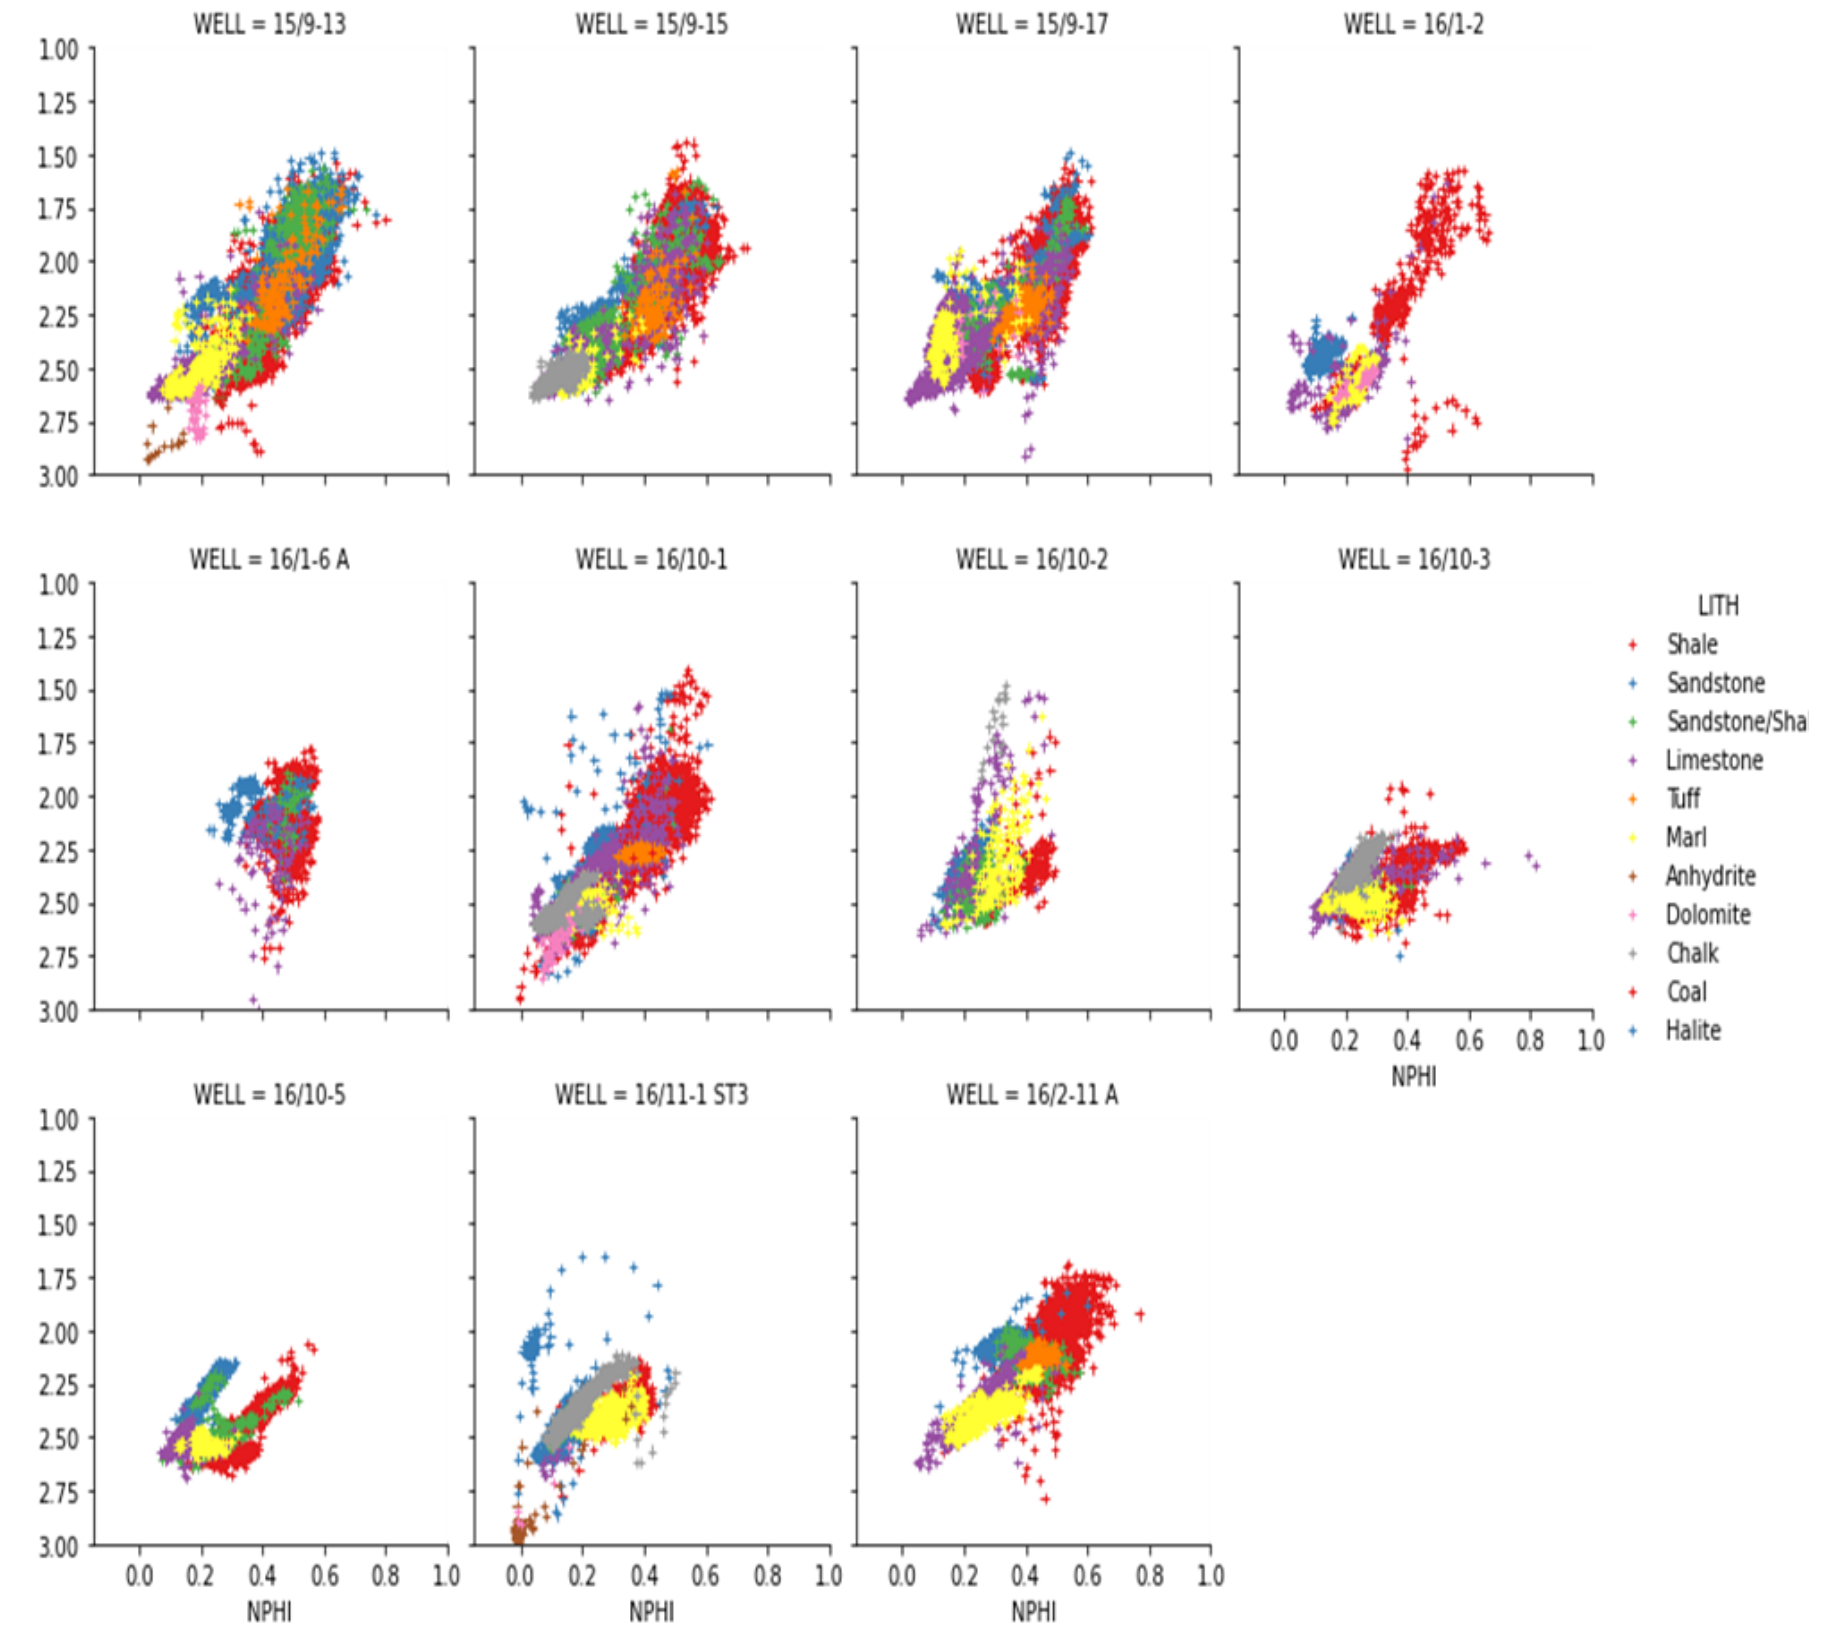 WELL = 15/9-13
WELL = 15/9-15
WELL = 15/9-17
WELL = 16/1-2
1.00
1.25
1.50
1.75
2.00
2.25
2.50
2.75
3.00
WELL = 16/1-6 A
WELL = 16/10-1
WELL = 16/10-2
WELL = 16/10-3
1.00
1.25
1.50
1.75
2.00
2.25
2.50
2.75
3.00
0.0 0.2 0.4 0.6 0.8 1.0
NPHI
LITH
Shale
Sandstone
Sandstone/Sha
Limestone
Tuff
Marl
Anhydrite
Dolomite
Chalk
Coal
Halite
WELL = 16/10-5
WELL = 16/11-1 ST3
WELL = 16/2-11 A
1.00
1.25
1.50
1.75
2.00
2.25
2.50
2.75
3.00
0.0 0.2 0.4 0.6 0.8 1.0
NPHI
0.0 0.2 0.4 0.6 0.8 1.0
NPHI
0.0 0.2 0.4 0.6 0.8 1.0
NPHI